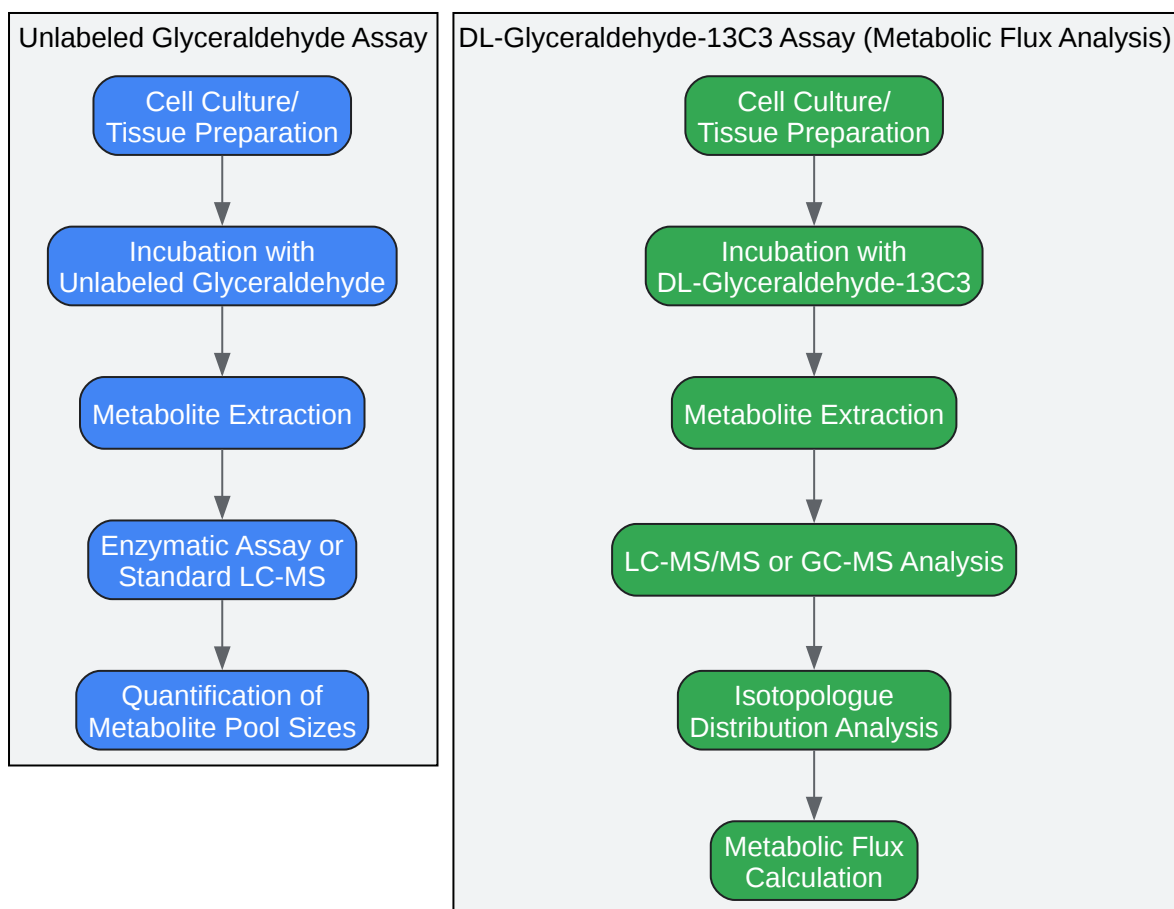 Unlabeled Glyceraldehyde Assay
Cell Culture/
Tissue Preparation
Incubation with
Unlabeled Glyceraldehyde
Metabolite Extraction
Enzymatic Assay or
Standard LC-MS
Quantification of
Metabolite Pool Sizes
DL-Glyceraldehyde-13C3 Assay (Metabolic Flux Analysis)
Cell Culture/
Tissue Preparation
Incubation with
DL-Glyceraldehyde-13C3
Metabolite Extraction
LC-MS/MS or GC-MS Analysis
Isotopologue
Distribution Analysis
Metabolic Flux
Calculation